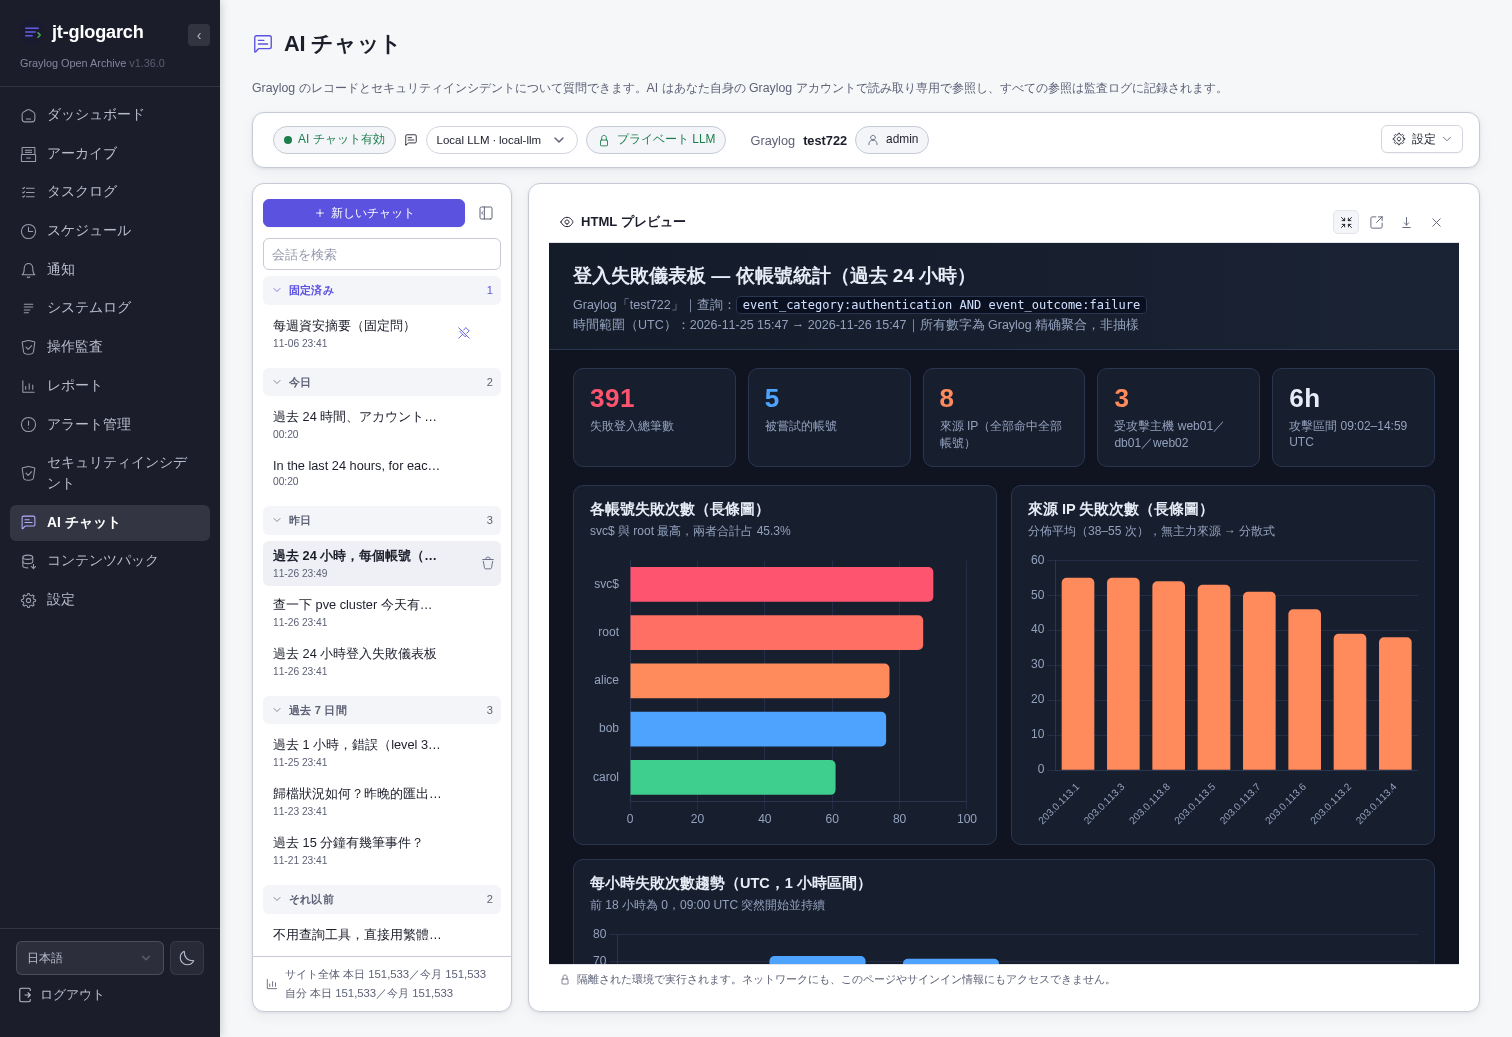 jt-glogarch
Graylog Open Archive v1.36.0
ダッシュボード
アーカイブ
タスクログ
スケジュール
通知
システムログ
操作監査
レポート
アラート管理
セキュリティインシデ
ント
AI チャット
コンテンツパック
設定
日本語
ログアウト
AI チャット
Graylog のレコードとセキュリティインシデントについて質問できます。AI はあなた自身の Graylog アカウントで読み取り専用で参照し、すべての参照は監査ログに記録されます。
AI チャット有効
Local LLM · local-llm
プライベート LLM
Graylog test722
admin
設定
+ 新しいチャット
会話を検索
固定済み 1
每週資安摘要（固定問）
11-06 23:41
今日 2
過去 24 時間、アカウント…
00:20
In the last 24 hours, for eac…
00:20
昨日 3
過去 24 小時，每個帳號（…
11-26 23:49
查一下 pve cluster 今天有…
11-26 23:41
過去 24 小時登入失敗儀表板
11-26 23:41
過去 7 日間 3
過去 1 小時，錯誤（level 3…
11-25 23:41
歸檔狀況如何？昨晚的匯出…
11-23 23:41
過去 15 分鐘有幾筆事件？
11-21 23:41
それ以前 2
不用查詢工具，直接用繁體…
サイト全体 本日 151,533／今月 151,533
自分 本日 151,533／今月 151,533
HTML プレビュー
登入失敗儀表板 — 依帳號統計（過去 24 小時）
Graylog「test722」｜查詢：event_category:authentication AND event_outcome:failure
時間範圍（UTC）：2026-11-25 15:47 → 2026-11-26 15:47｜所有數字為 Graylog 精确聚合，非抽樣
391
失敗登入總筆數
5
被嘗試的帳號
8
來源 IP（全部命中全部
帳號）
3
受攻擊主機 web01／
db01／web02
6h
攻擊區間 09:02–14:59
UTC
各帳號失敗次數（長條圖）
svc$ 與 root 最高，兩者合計占 45.3%
svc$
root
alice
bob
carol
0 20 40 60 80 100
來源 IP 失敗次數（長條圖）
分佈平均（38–55 次），無主力來源 → 分散式
60
50
40
30
20
10
0
203.0.113.1 203.0.113.3 203.0.113.8 203.0.113.5 203.0.113.7 203.0.113.6 203.0.113.2 203.0.113.4
每小時失敗次數趨勢（UTC，1 小時區間）
前 18 小時為 0，09:00 UTC 突然開始並持續
80
70
隔離された環境で実行されます。ネットワークにも、このページやサインイン情報にもアクセスできません。